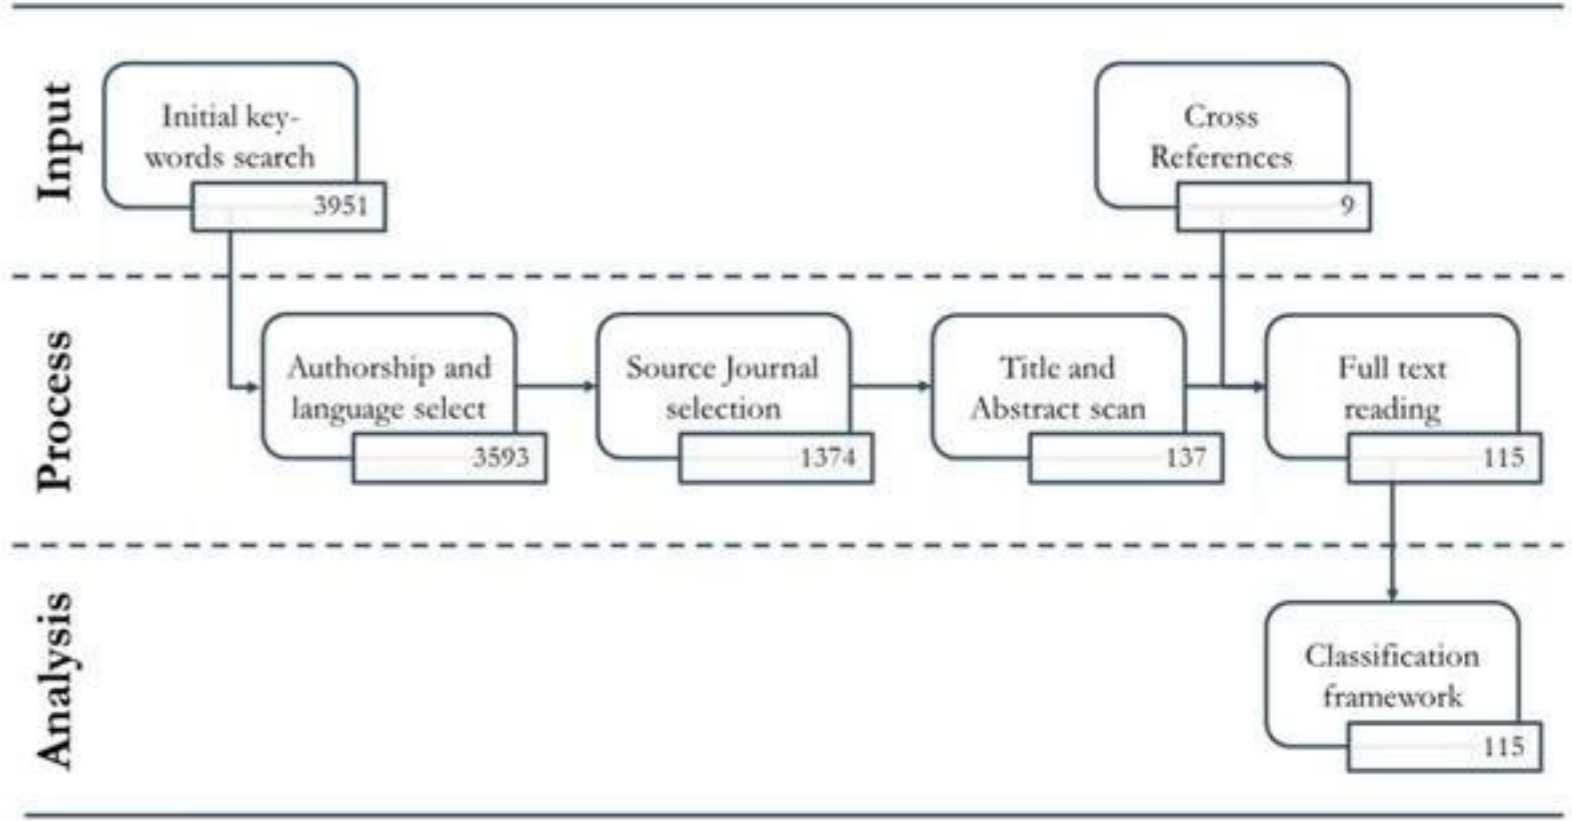 Input
Initial key-
words search
3951
Cross
References
9
Process
Authorship and
language select
3593
Source Journal
selection
1374
Title and
Abstract scan
137
Full text
reading
115
Analysis
Classification
framework
115